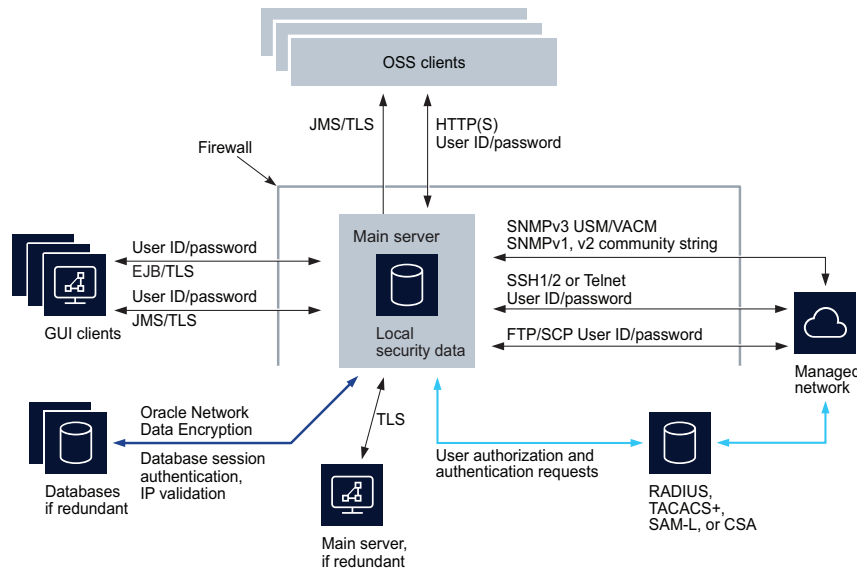 OSS clients
JMS/TLS
HTTP(S)
User ID/password
Firewall
Main server
Local
security data
User ID/password
EJB/TLS
User ID/password
JMS/TLS
GUI clients
SNMPv3 USM/VACM
SNMPv1, v2 community string
SSH1/2 or Telnet
User ID/password
FTP/SCP User ID/password
Managed
network
Oracle Network
Data Encryption
Database session
authentication,
IP validation
Databases
if redundant
TLS
Main server,
if redundant
User authorization and
authentication requests
RADIUS,
TACACS+,
SAM-L, or CSA